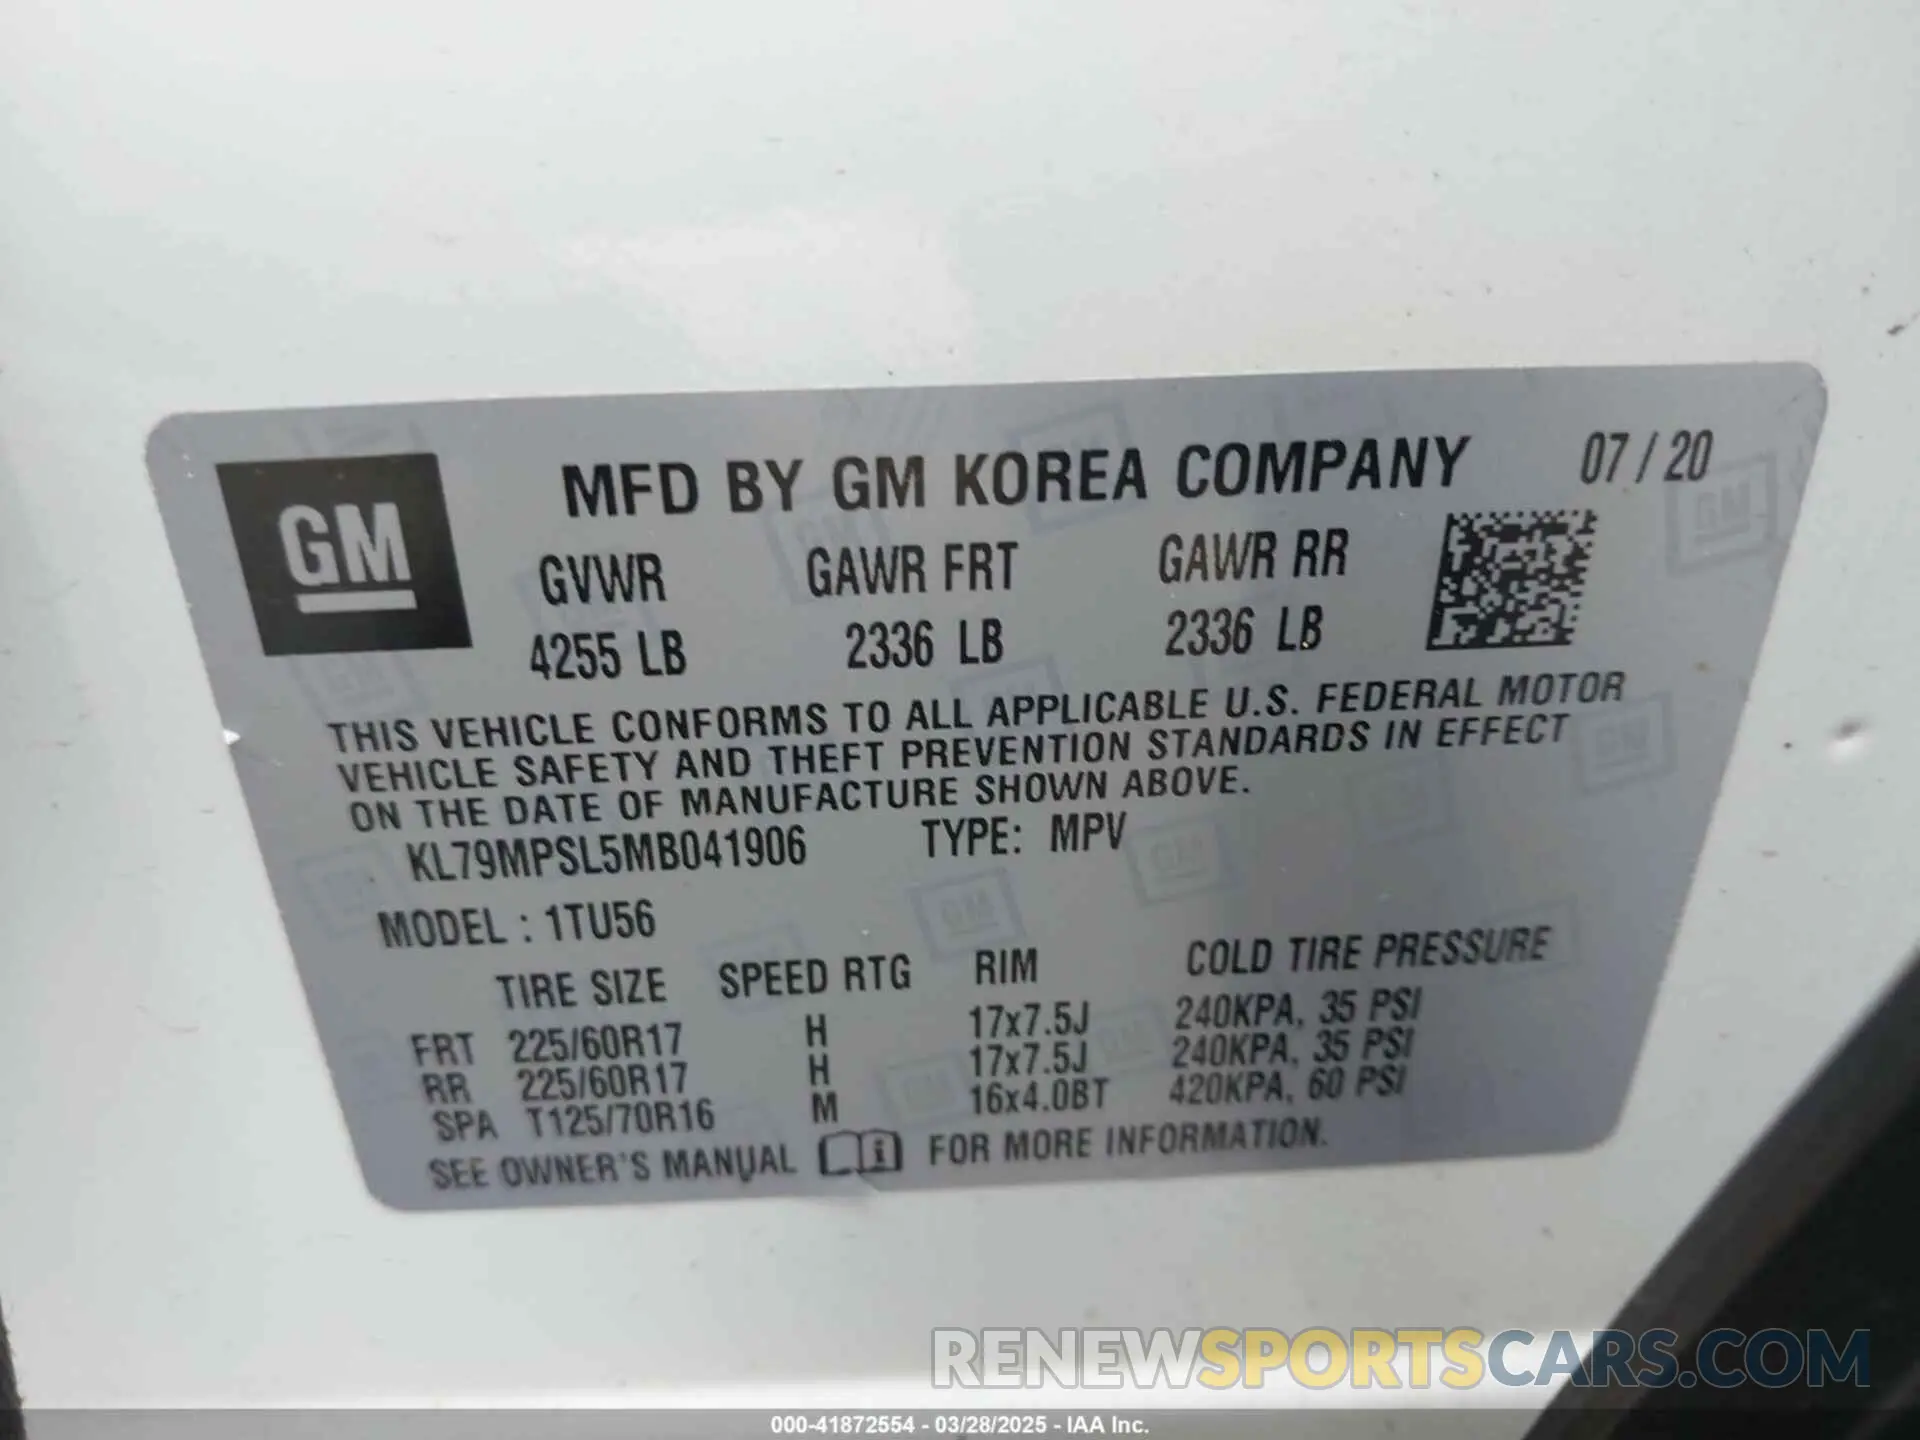 GM
MFD BY GM KOREA COMPANY 07 / 20
GVWR GAWR FRT GAWR RR
4255 LB 2336 LB 2336 LB
THIS VEHICLE CONFORMS TO ALL APPLICABLE U.S. FEDERAL MOTOR
VEHICLE SAFETY AND THEFT PREVENTION STANDARDS IN EFFECT
ON THE DATE OF MANUFACTURE SHOWN ABOVE.
KL79MPSL5MB041906 TYPE: MPV
MODEL : 1TU56
TIRE SIZE SPEED RTG RIM COLD TIRE PRESSURE
FRT 225/60R17 H 17x7.5J 240KPA, 35 PSI
RR 225/60R17 H 17x7.5J 240KPA, 35 PSI
SPA T125/70R16 M 16x4.0BT 420KPA, 60 PSI
SEE OWNER'S MANUAL i FOR MORE INFORMATION.
RENEWSPORTSCARS.COM
000-41872554 - 03/28/2025 - IAA Inc.